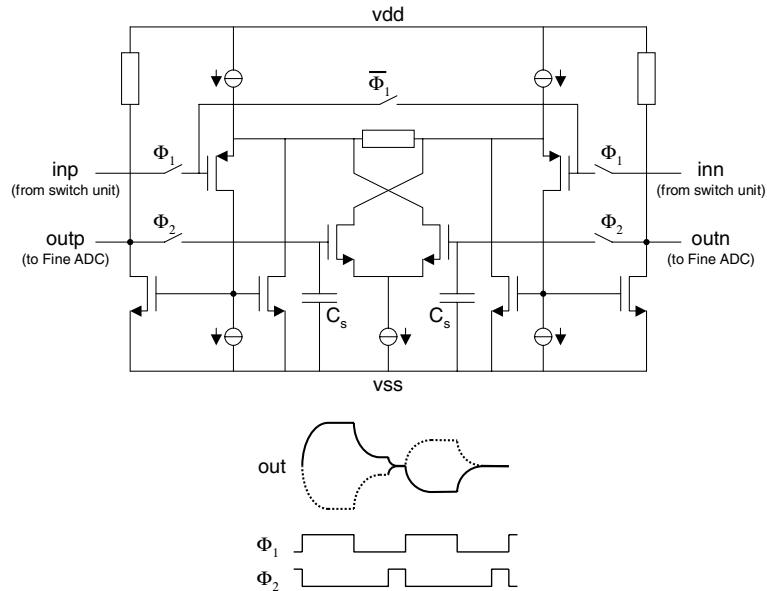 vdd
Φ̅1
inp
(from switch unit)
Φ1
Φ1
inn
(from switch unit)
outp
(to Fine ADC)
Φ2
Φ2
outn
(to Fine ADC)
Cs
Cs
vss
out
Φ1
Φ2